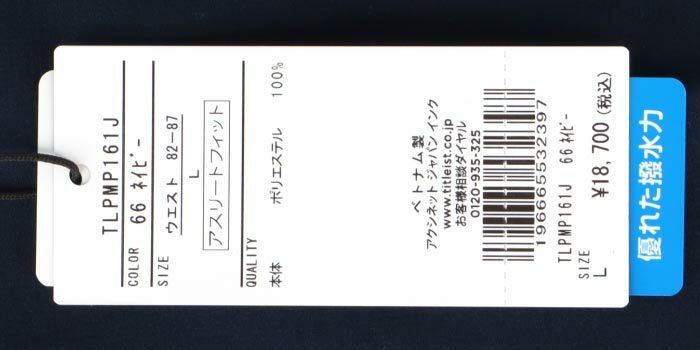 TLPMP161J
COLOR 66 ﾈｲﾋﾞｰ
SIZE ウエスト 82−87
L
アスリートフィット
QUALITY
本体 ポリエステル 100%
ベトナム製
アクシネット ジャパン インク
www.titleist.co.jp
お客様相談ダイヤル
0120-935-325
196665532397
TLPMP161J 66 ﾈｲﾋﾞｰ
SIZE
L
¥18,700(税込)
優れた撥水力